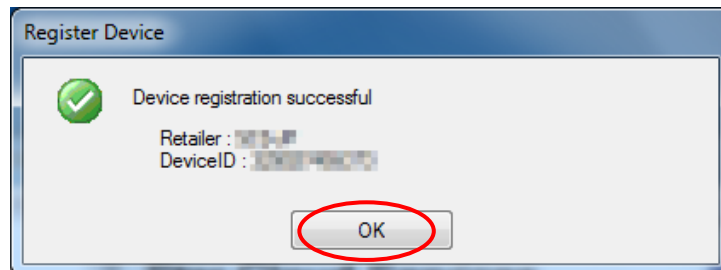 Register Device
Device registration successful
Retailer :
DeviceID :
OK